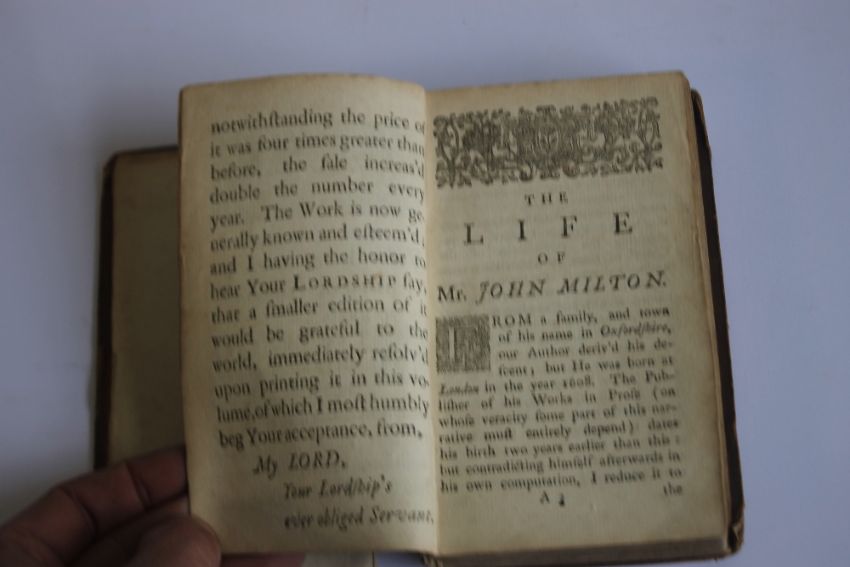 notwithſtanding the price of
it was four times greater than
before, the ſale increas'd
double the number every
year. The Work is now ge-
nerally known and eſteem'd;
and I having the honor to
hear Your LORDSHIP ſay,
that a ſmaller edition of it
would be grateful to the
world, immediately reſolv'd
upon printing it in this vo-
lume, of which I moſt humbly
beg Your acceptance, from,
My LORD,
Your Lordſhip's
ever obliged Servant,
THE
LIFE
OF
Mr. JOHN MILTON.
FROM a family, and town
of his name in Oxfordſhire,
our Author deriv'd his de-
ſcent; but He was born at
London in the year 1608. The Pub-
liſher of his Works in Proſe (on
whoſe veracity ſome part of this nar-
rative muſt entirely depend) dates
his birth two years earlier than this:
but contradicting himſelf afterwards in
his own computation, I reduce it to
A 3 the